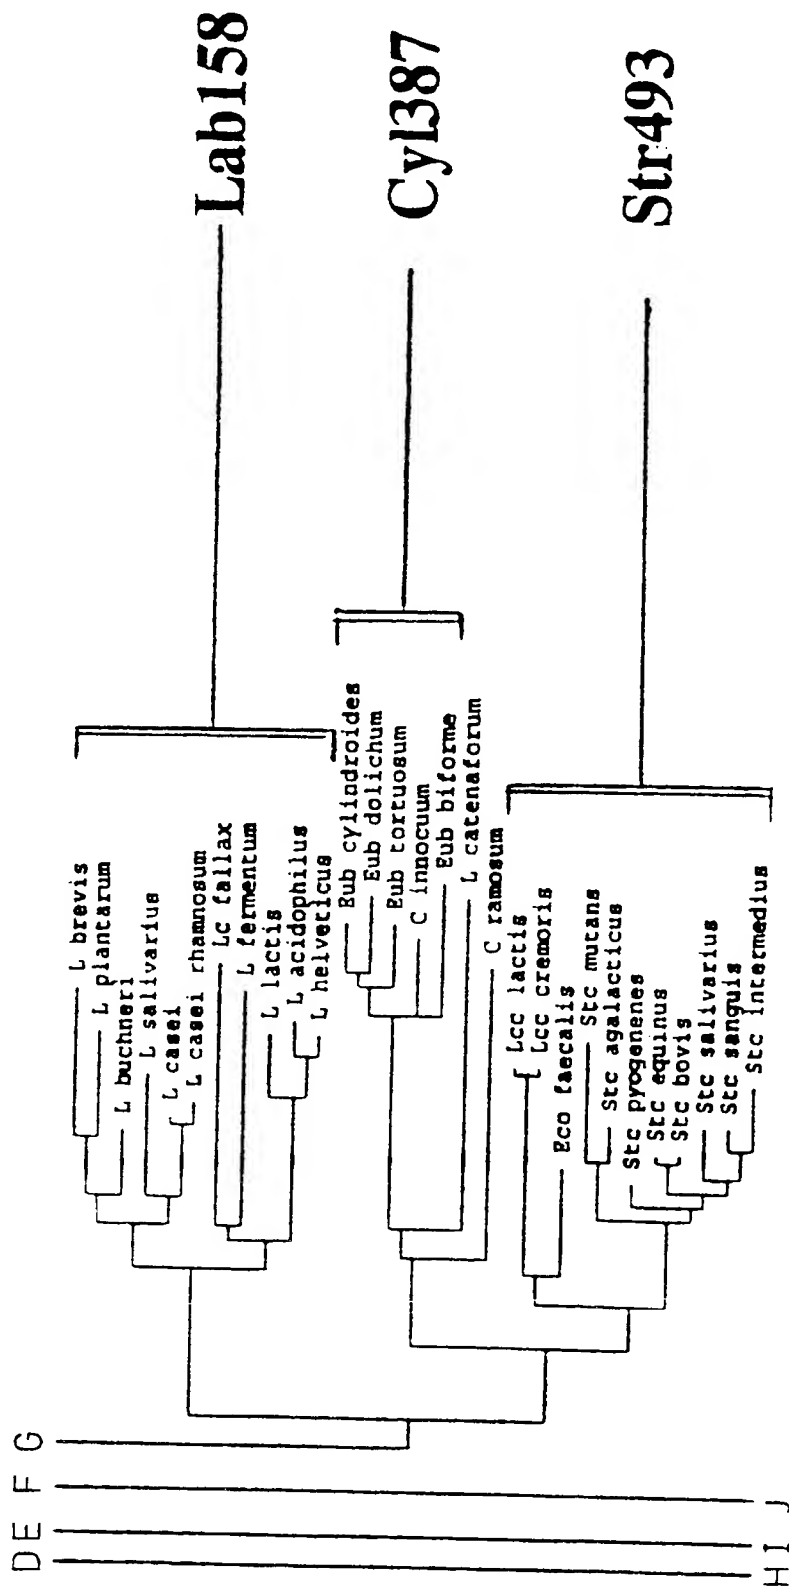 Lab158
Cyl387
Str493
L brevis
L plantarum
L buchneri
L salivarius
L casei
L casei rhamnosum
Lc fallax
L fermentum
L lactis
L acidophilus
L helveticus
Eub cylindroides
Eub dolichum
Eub tortuosum
C innocuum
Eub biforme
L catenaforum
C ramosum
Lcc lactis
Lcc cremoris
Eco faecalis
Stc mutans
Stc agalacticus
Stc pyogenenes
Stc equinus
Stc bovis
Stc salivarius
Stc sanguis
Stc intermedius
D E F G
H I J